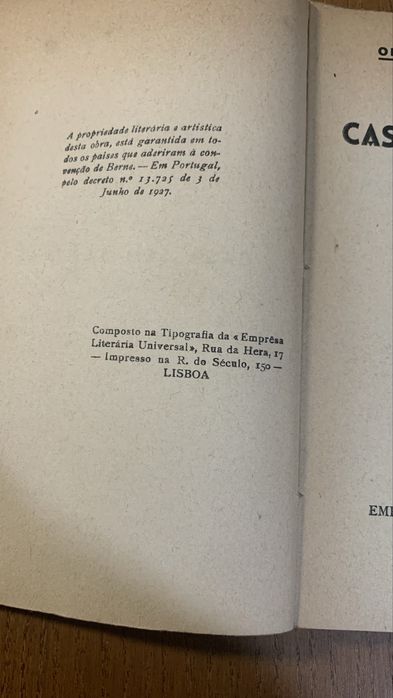 A propriedade literária e artística
desta obra, está garantida em to-
dos os países que aderiram à con-
venção de Berne. — Em Portugal,
pelo decreto n.º 13.725 de 3 de
Junho de 1927.
Composto na Tipografia da «Emprêsa
Literária Universal», Rua da Hera, 17
— Impresso na R. do Século, 150 —
LISBOA
CAS
EMI